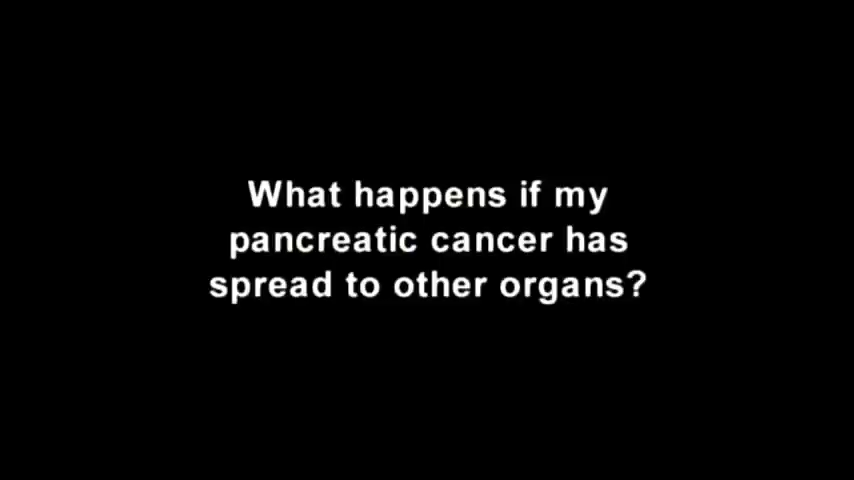 What happens if my
pancreatic cancer has
spread to other organs?